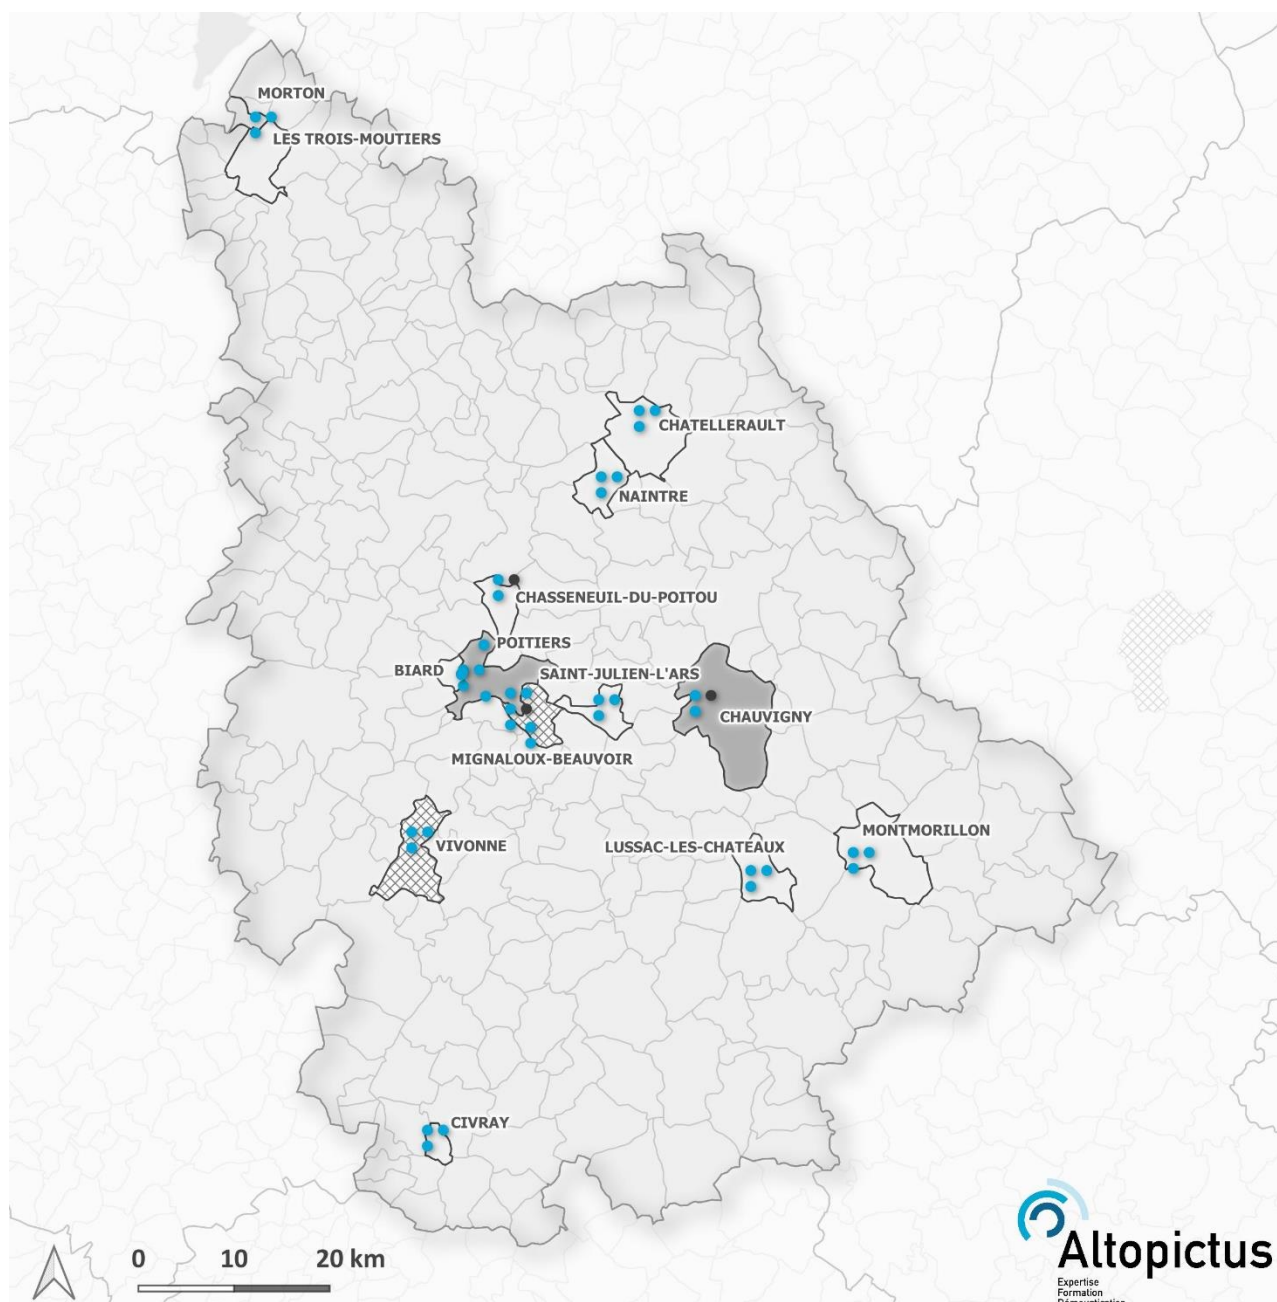 MORTON
LES TROIS-MOUTIERS
CHATELLERAULT
NAINTRE
CHASSENEUIL-DU-POITOU
POITIERS
BIARD
SAINT-JULIEN-L'ARS
CHAUVIGNY
MIGNALOUX-BEAUVOIR
MONTMORILLON
VIVONNE
LUSSAC-LES-CHATEAUX
CIVRAY
0 10 20 km
Altopictus
Expertise
Formation